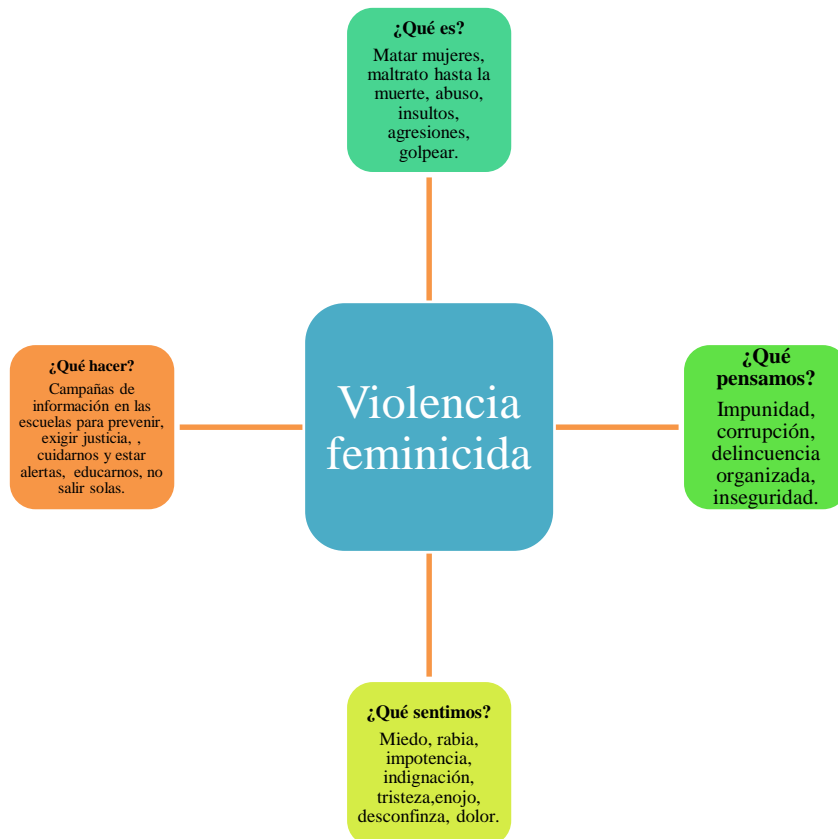 ¿Qué es?
Matar mujeres,
maltrato hasta la
muerte, abuso,
insultos,
agresiones,
golpear.
¿Qué hacer?
Campañas de
información en las
escuelas para prevenir,
exigir justicia, ,
cuidarnos y estar
alertas, educarnos, no
salir solas.
Violencia
feminicida
¿Qué
pensamos?
Impunidad,
corrupción,
delincuencia
organizada,
inseguridad.
¿Qué sentimos?
Miedo, rabia,
impotencia,
indignación,
tristeza,enojo,
desconfinza, dolor.